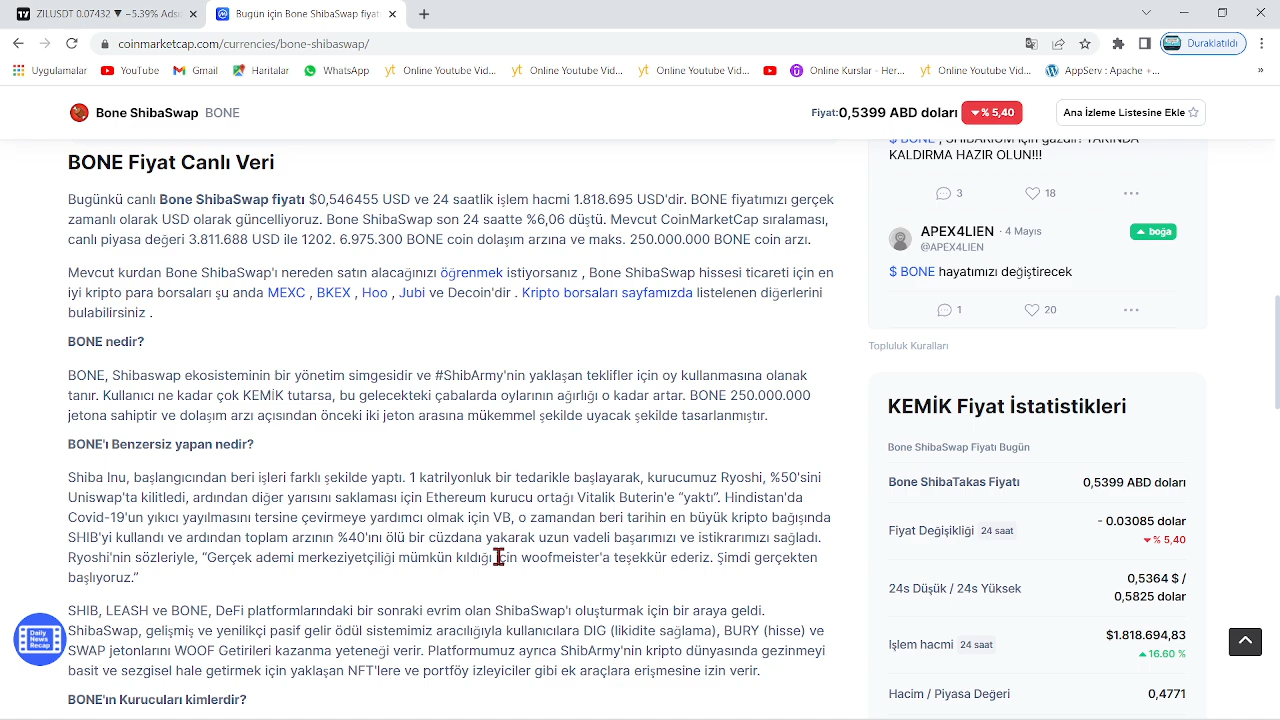 ZILUSDT 0.07432 ▼ −5.39% Adsı
Bugün için Bone ShibaSwap fiyatı
coinmarketcap.com/currencies/bone-shibaswap/
Duraklatıldı
Uygulamalar
YouTube
Gmail
Haritalar
WhatsApp
Online Youtube Vid...
Online Youtube Vid...
Online Youtube Vid...
Online Kurslar - Her...
Online Youtube Vid...
AppServ : Apache +...
»
Bone ShibaSwap BONE
Fiyat:0,5399 ABD doları
% 5,40
Ana İzleme Listesine Ekle
BONE Fiyat Canlı Veri
Bugünkü canlı Bone ShibaSwap fiyatı $0,546455 USD ve 24 saatlik işlem hacmi 1.818.695 USD'dir. BONE fiyatımızı gerçek
zamanlı olarak USD olarak güncelliyoruz. Bone ShibaSwap son 24 saatte %6,06 düştü. Mevcut CoinMarketCap sıralaması,
canlı piyasa değeri 3.811.688 USD ile 1202. 6.975.300 BONE coin dolaşım arzına ve maks. 250.000.000 BONE coin arzı.
Mevcut kurdan Bone ShibaSwap'ı nereden satın alacağınızı öğrenmek istiyorsanız , Bone ShibaSwap hissesi ticareti için en
iyi kripto para borsaları şu anda MEXC , BKEX , Hoo , Jubi ve Decoin'dir . Kripto borsaları sayfamızda listelenen diğerlerini
bulabilirsiniz .
BONE nedir?
BONE, Shibaswap ekosisteminin bir yönetim simgesidir ve #ShibArmy'nin yaklaşan teklifler için oy kullanmasına olanak
tanır. Kullanıcı ne kadar çok KEMİK tutarsa, bu gelecekteki çabalarda oylarının ağırlığı o kadar artar. BONE 250.000.000
jetona sahiptir ve dolaşım arzı açısından önceki iki jeton arasına mükemmel şekilde uyacak şekilde tasarlanmıştır.
BONE'ı Benzersiz yapan nedir?
Shiba Inu, başlangıcından beri işleri farklı şekilde yaptı. 1 katrilyonluk bir tedarikle başlayarak, kurucumuz Ryoshi, %50'sini
Uniswap'ta kilitledi, ardından diğer yarısını saklaması için Ethereum kurucu ortağı Vitalik Buterin'e “yaktı”. Hindistan'da
Covid-19'un yıkıcı yayılmasını tersine çevirmeye yardımcı olmak için VB, o zamandan beri tarihin en büyük kripto bağışında
SHIB'yi kullandı ve ardından toplam arzının %40'ını ölü bir cüzdana yakarak uzun vadeli başarımızı ve istikrarımızı sağladı.
Ryoshi'nin sözleriyle, “Gerçek ademi merkeziyetçiliği mümkün kıldığı için woofmeister'a teşekkür ederiz. Şimdi gerçekten
başlıyoruz.”
SHIB, LEASH ve BONE, DeFi platformlarındaki bir sonraki evrim olan ShibaSwap'ı oluşturmak için bir araya geldi.
ShibaSwap, gelişmiş ve yenilikçi pasif gelir ödül sistemimiz aracılığıyla kullanıcılara DIG (likidite sağlama), BURY (hisse) ve
SWAP jetonlarını WOOF Getirileri kazanma yeteneği verir. Platformumuz ayrıca ShibArmy'nin kripto dünyasında gezinmeyi
basit ve sezgisel hale getirmek için yaklaşan NFT'lere ve portföy izleyiciler gibi ek araçlara erişmesine izin verir.
BONE'ın Kurucuları kimlerdir?
Daily
News
Recap
$ BONE , SHIBARIUM için gazdır! YAKINDA
KALDIRMA HAZIR OLUN!!!
3
18
APEX4LIEN · 4 Mayıs
@APEX4LIEN
boğa
$ BONE hayatımızı değiştirecek
1
20
Topluluk Kuralları
KEMİK Fiyat İstatistikleri
Bone ShibaSwap Fiyatı Bugün
Bone ShibaTakas Fiyatı 0,5399 ABD doları
Fiyat Değişikliği 24 saat - 0.03085 dolar
% 5,40
24s Düşük / 24s Yüksek 0,5364 $ /
0,5825 dolar
İşlem hacmi 24 saat $1.818.694,83
16.60 %
Hacim / Piyasa Değeri 0,4771